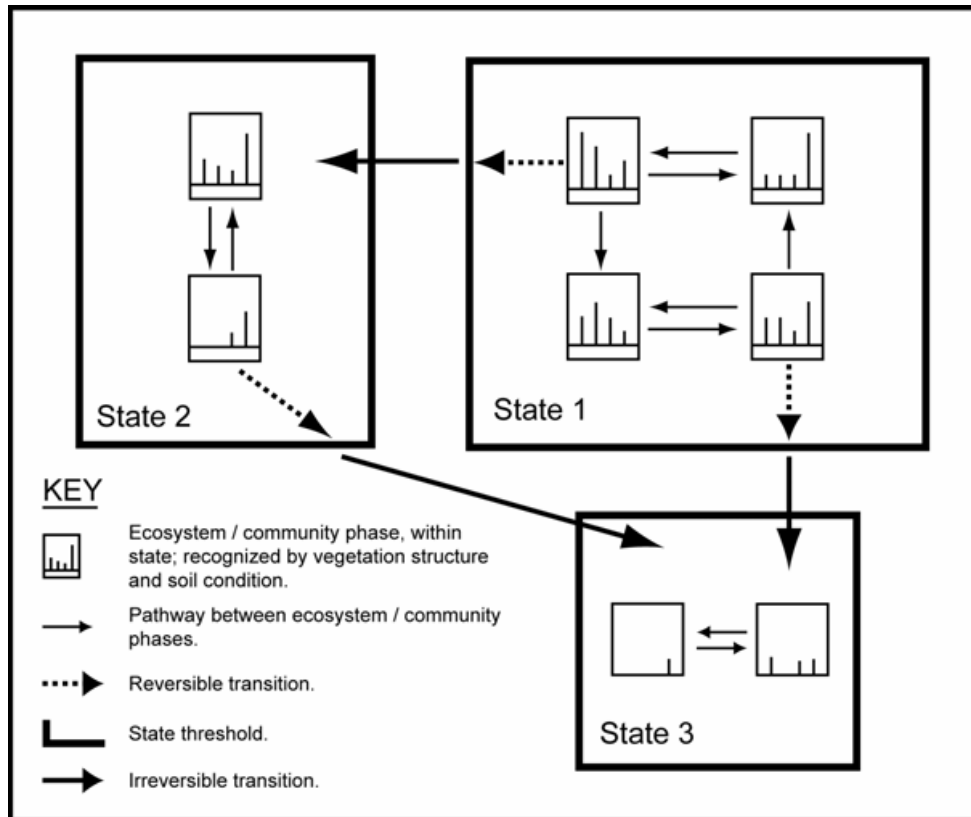 State 2
State 1
State 3
KEY
Ecosystem / community phase, within
state; recognized by vegetation structure
and soil condition.
Pathway between ecosystem / community
phases.
Reversible transition.
State threshold.
Irreversible transition.